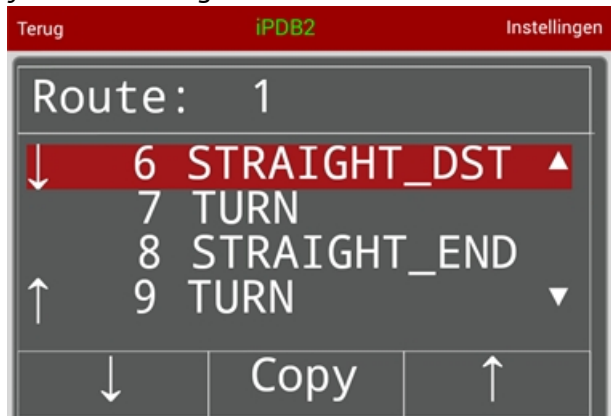 Terug iPDB2 Instellingen
Route: 1
↓ 6 STRAIGHT_DST ▲
7 TURN
8 STRAIGHT_END
↑ 9 TURN ▼
↓ Copy ↑